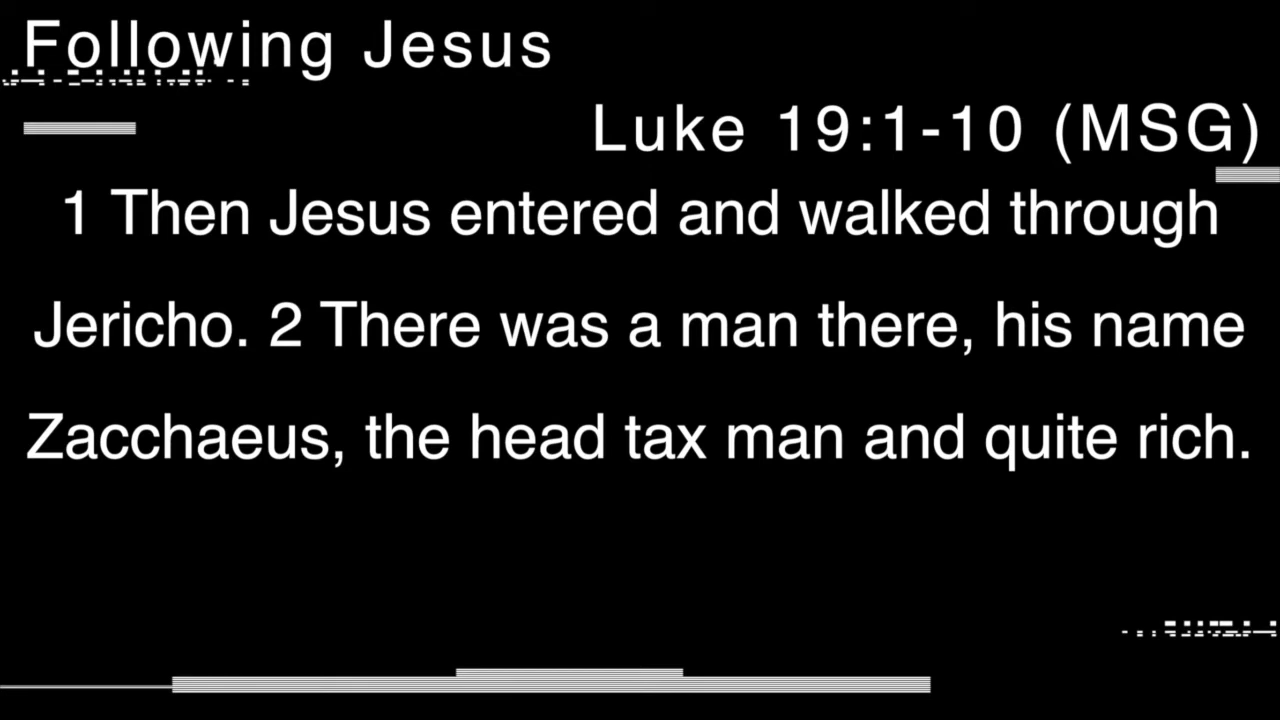 Following Jesus
Luke 19:1-10 (MSG)
1 Then Jesus entered and walked through
Jericho. 2 There was a man there, his name
Zacchaeus, the head tax man and quite rich.